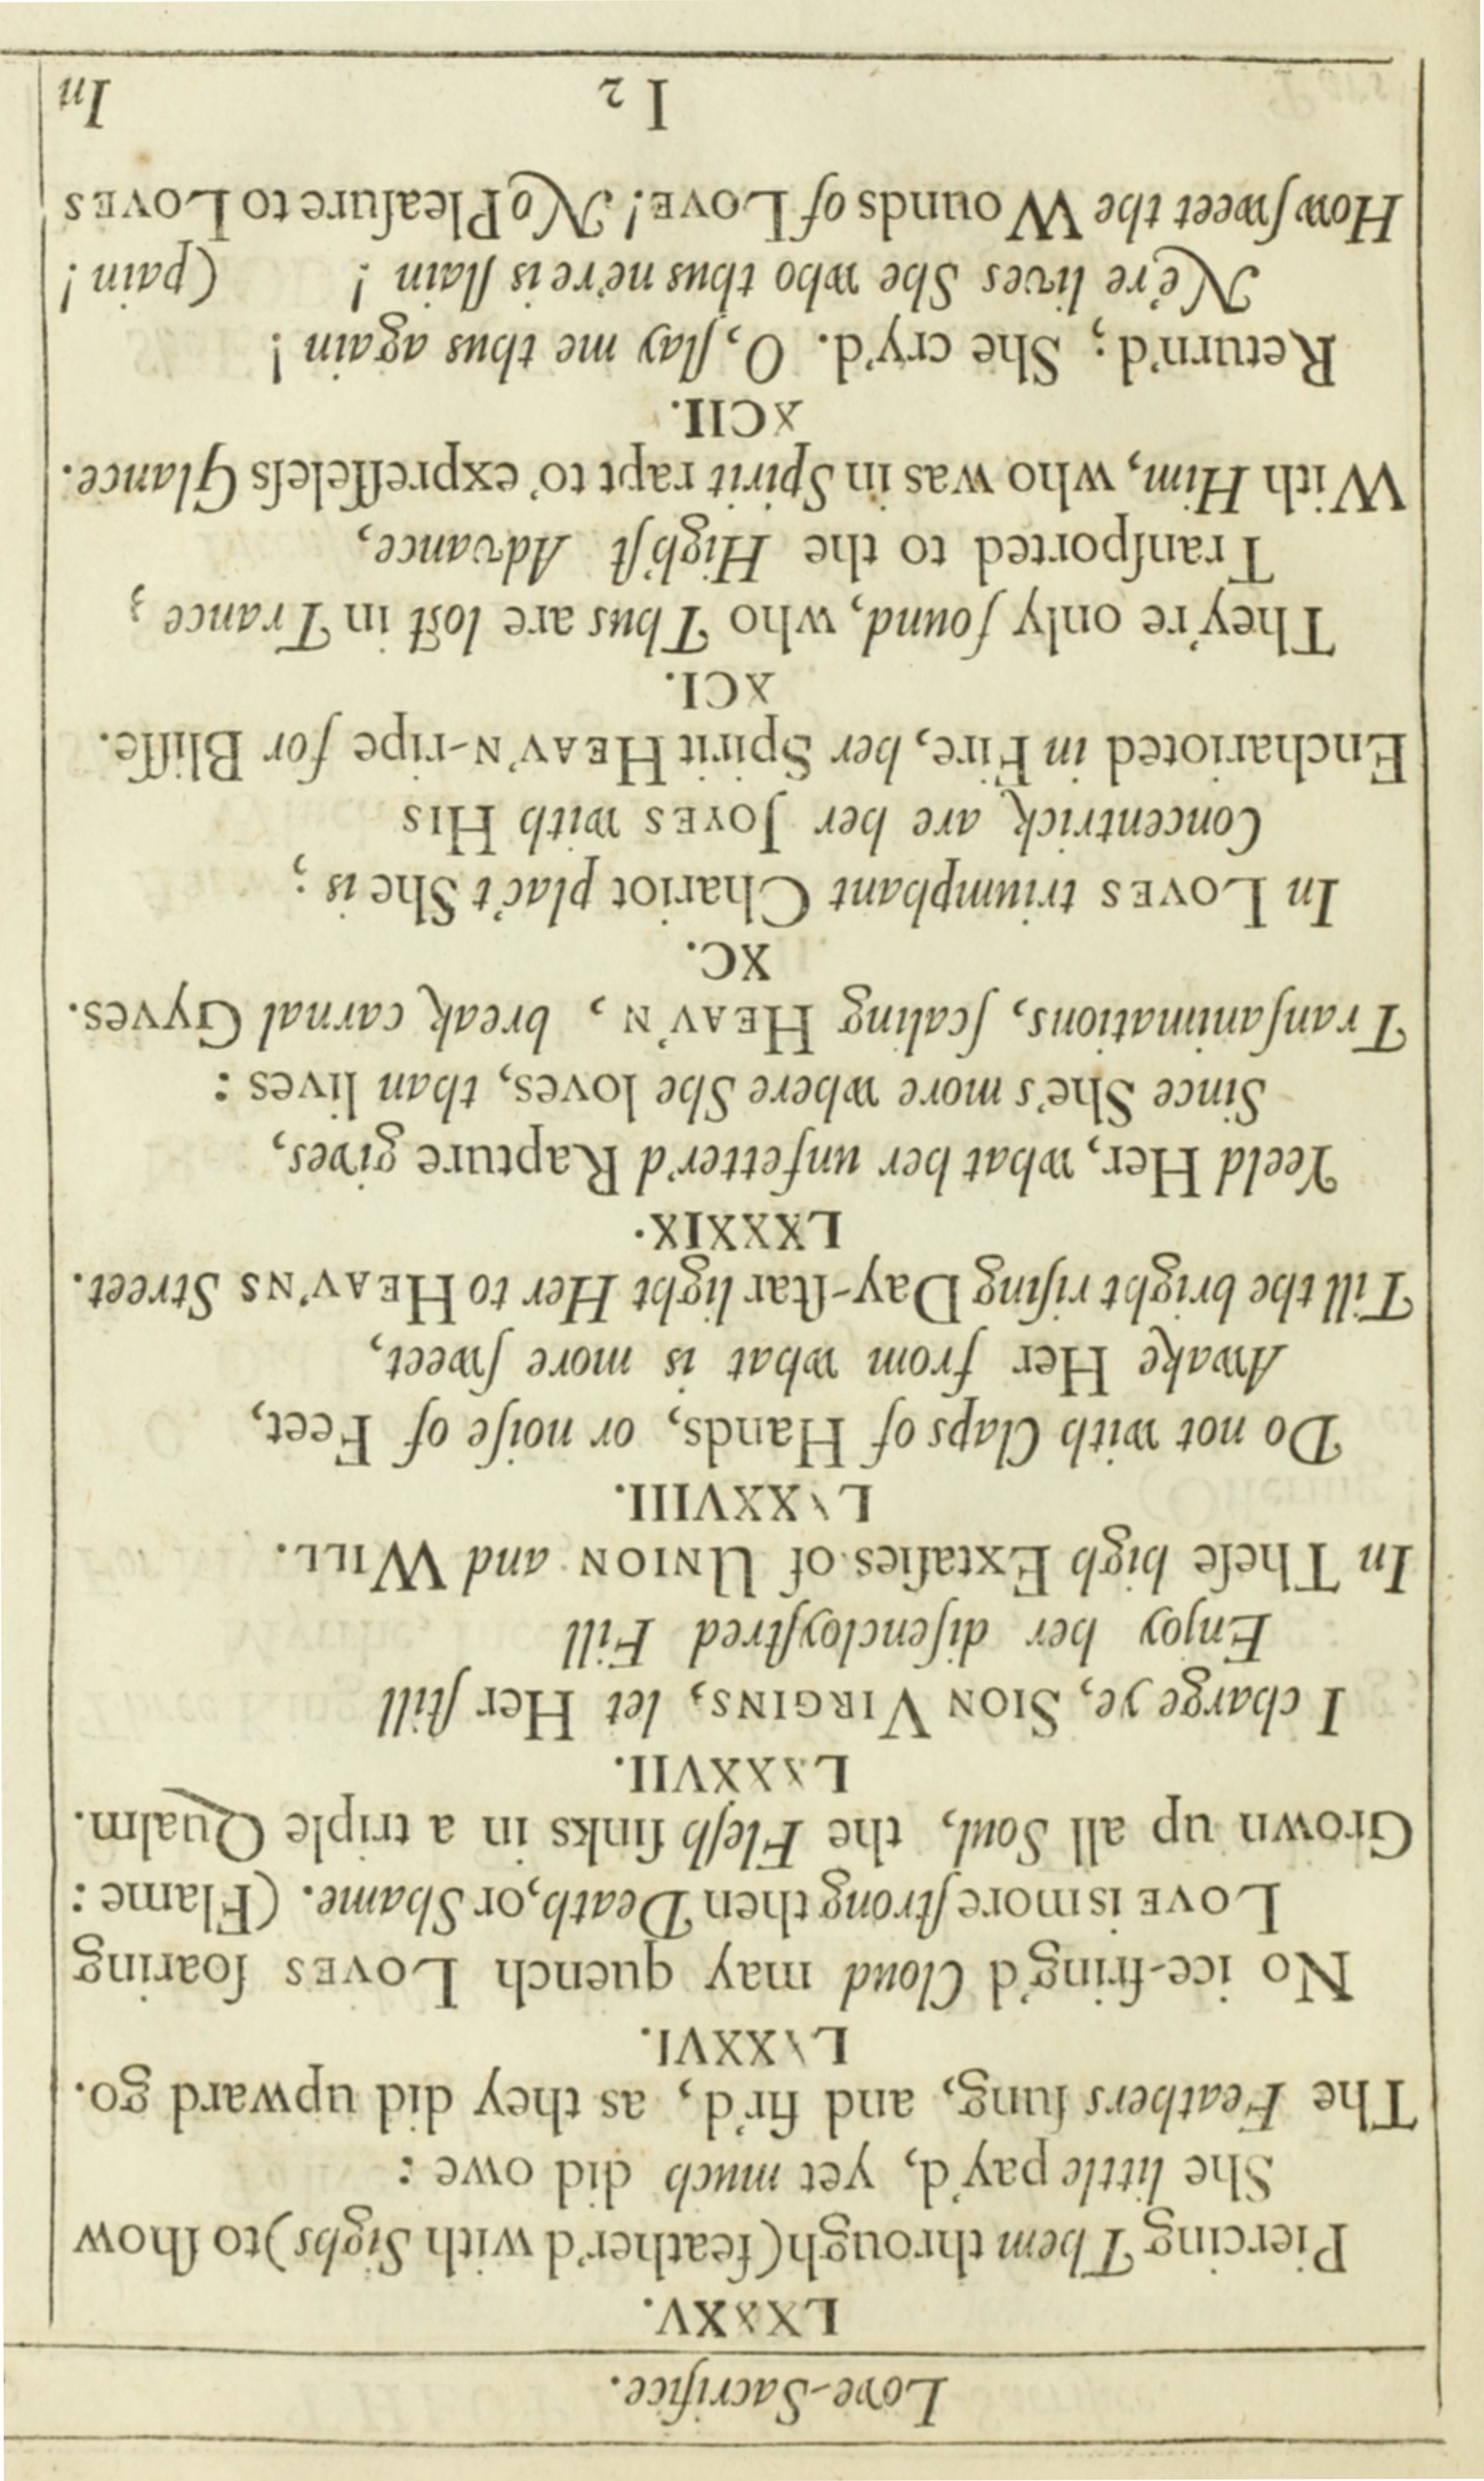 Love-Sacrifice.
LXXXV.
Piercing Them through (feather'd with Sighs) to ſhow
She little pay'd, yet much did owe :
The Feathers ſung, and fir'd, as they did upward go.
LXXXVI.
No ice-fring'd Cloud may quench Loves ſoaring
Love is more ſtrong then Death, or Shame. (Flame :
Grown up all Soul, the Fleſh ſinks in a triple Qualm.
LXXXVII.
I charge ye, Sion Virgins, let Her ſtill
Enjoy her diſencloyſtred Fill
In Theſe high Extaſies of Union and Will.
LXXXVIII.
Do not with Claps of Hands, or noiſe of Feet,
Awake Her from what is more ſweet,
Till the bright riſing Day-ſtar light Her to Heav'ns Street.
LXXXIX.
Yeeld Her, what her unfetter'd Rapture gives,
Since She's more where She loves, than lives :
Tranſanimations, ſcaling Heav'n, break carnal Gyves.
XC.
In Loves triumphant Chariot plac't She is ;
Concentrick are her Joyes with His
Encharioted in Fire, her Spirit Heav'n-ripe for Bliſſe.
XCI.
They're only found, who Thus are loſt in Trance ;
Tranſported to the High'ſt Advance,
With Him, who was in Spirit rapt to' expreſſleſs Glance.
XCII.
Return'd ; She cry'd. O, ſlay me thus again !
Ne're lives She who thus ne're is ſlain ! (pain !
How ſweet the Wounds of Love! No Pleaſure to Loves
I 2
In